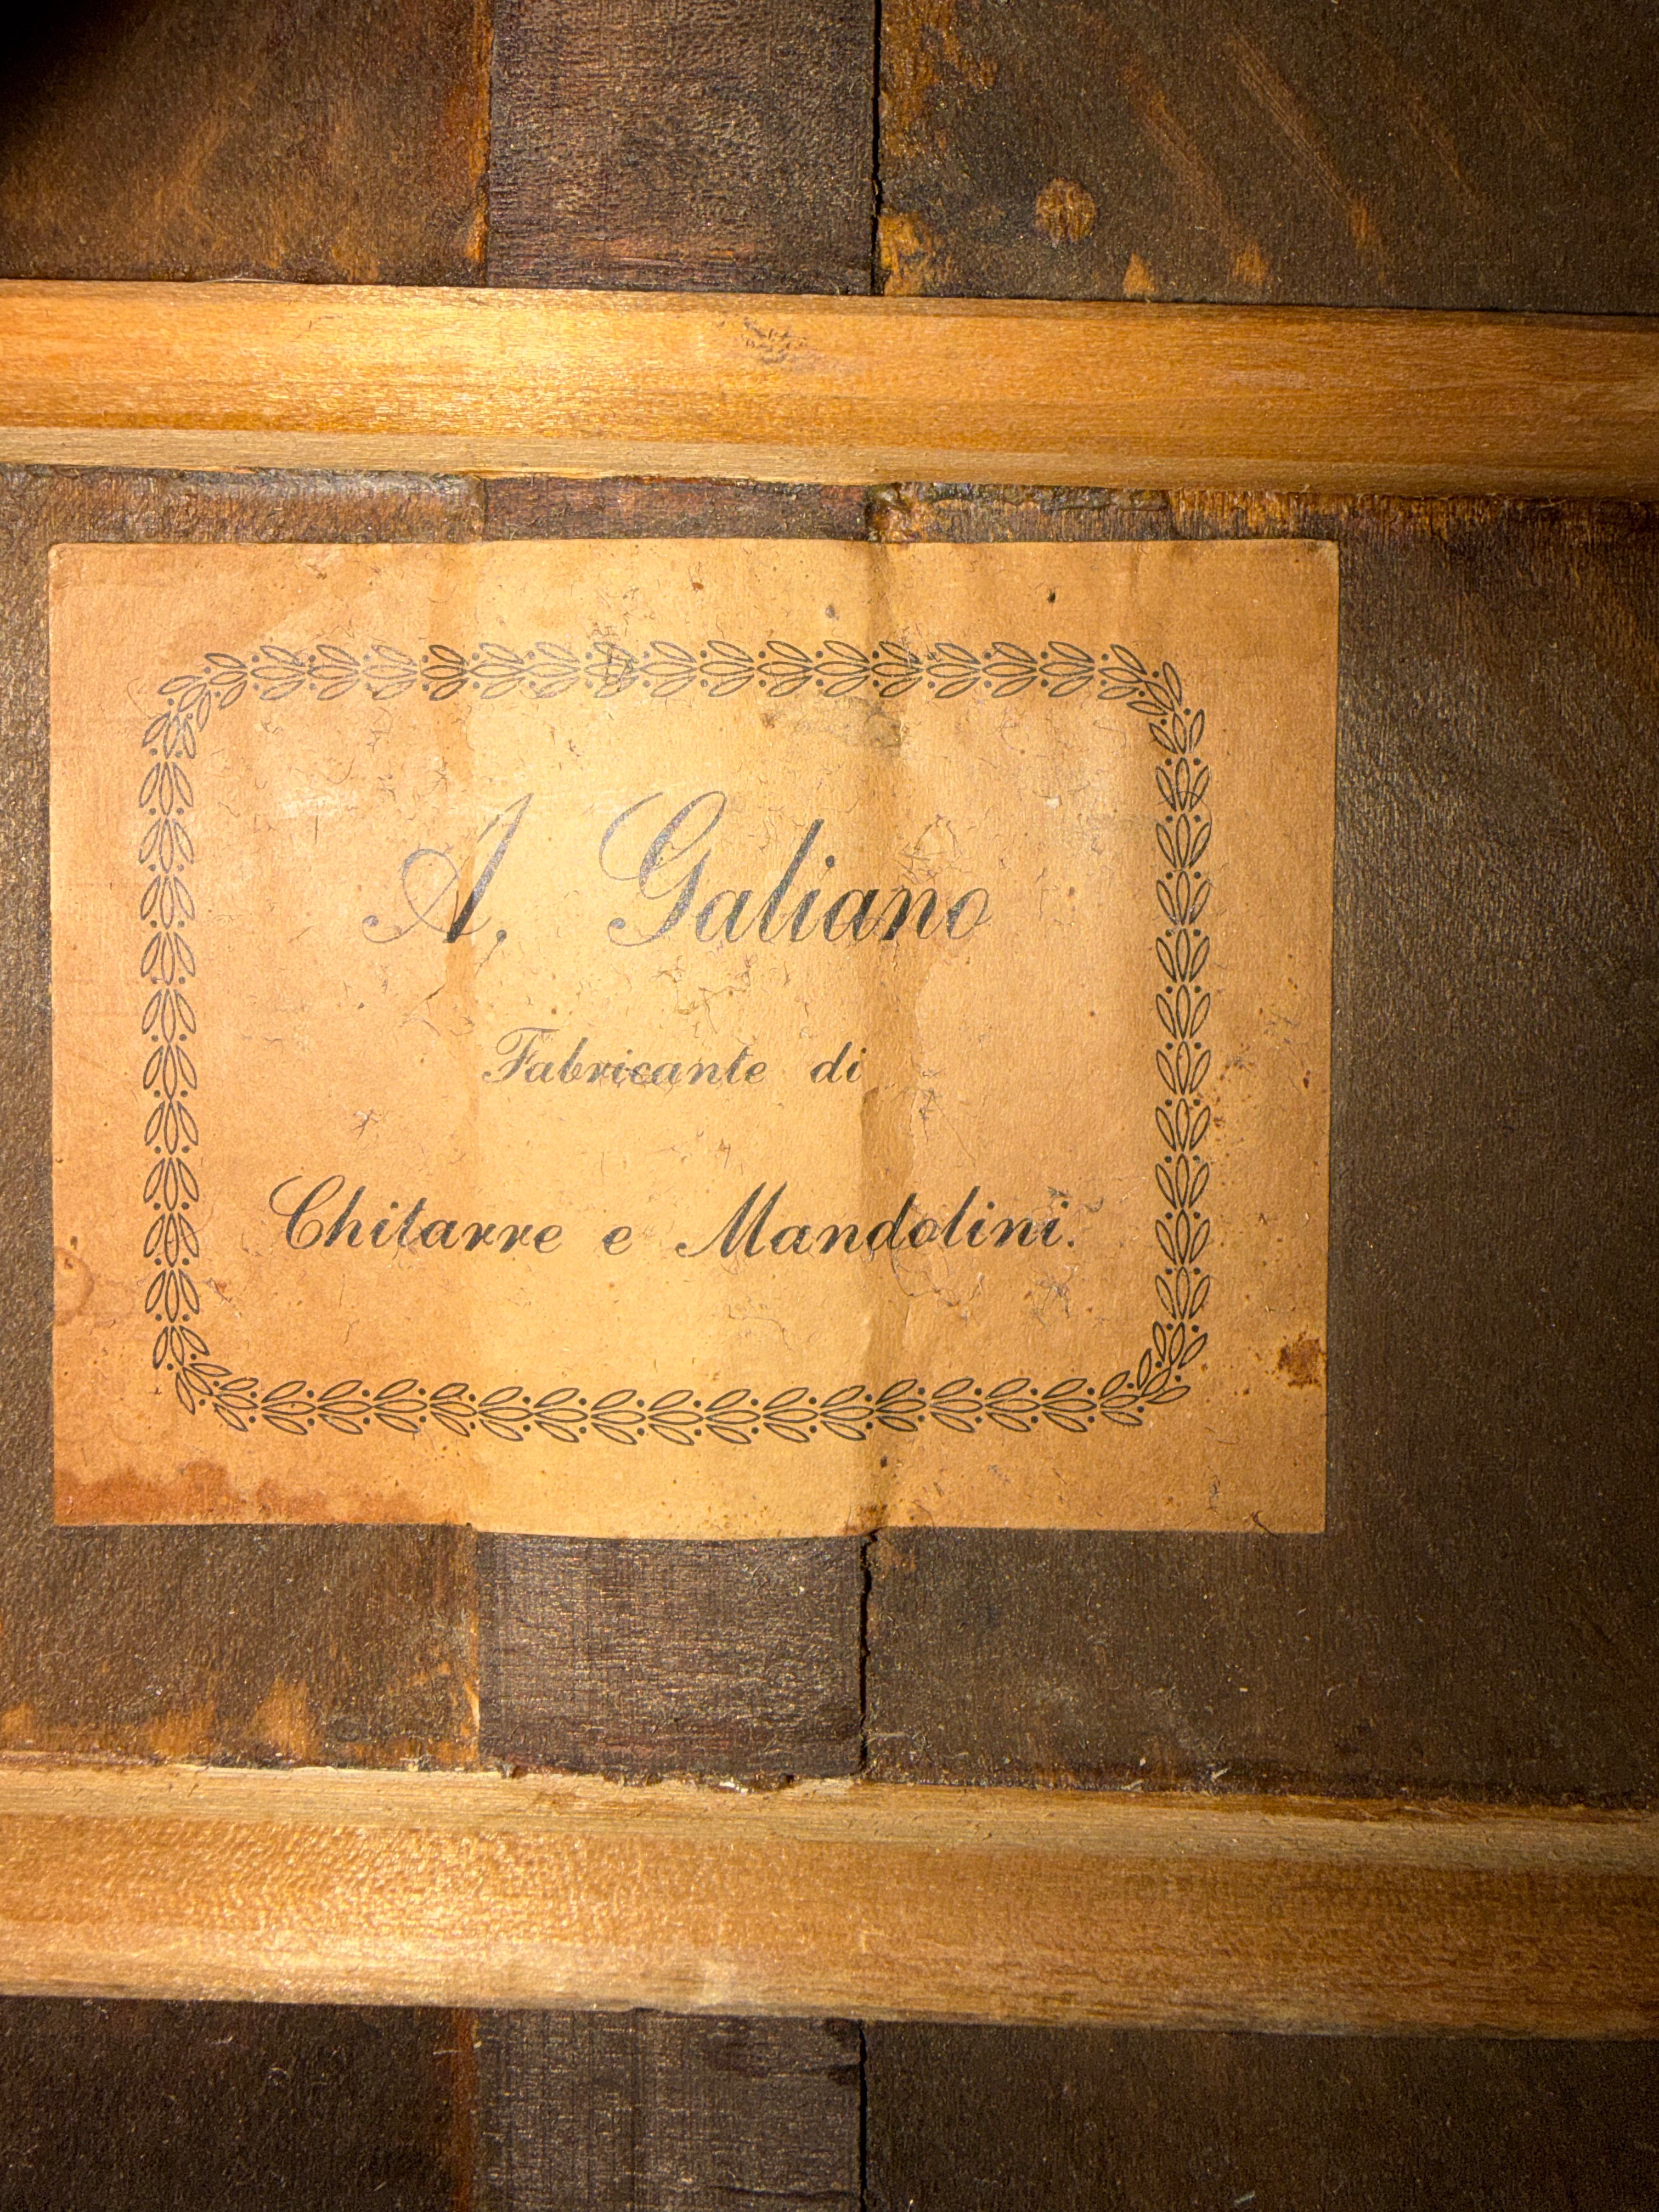 A. Galiano
Fabricante di
Chitarre e Mandolini.